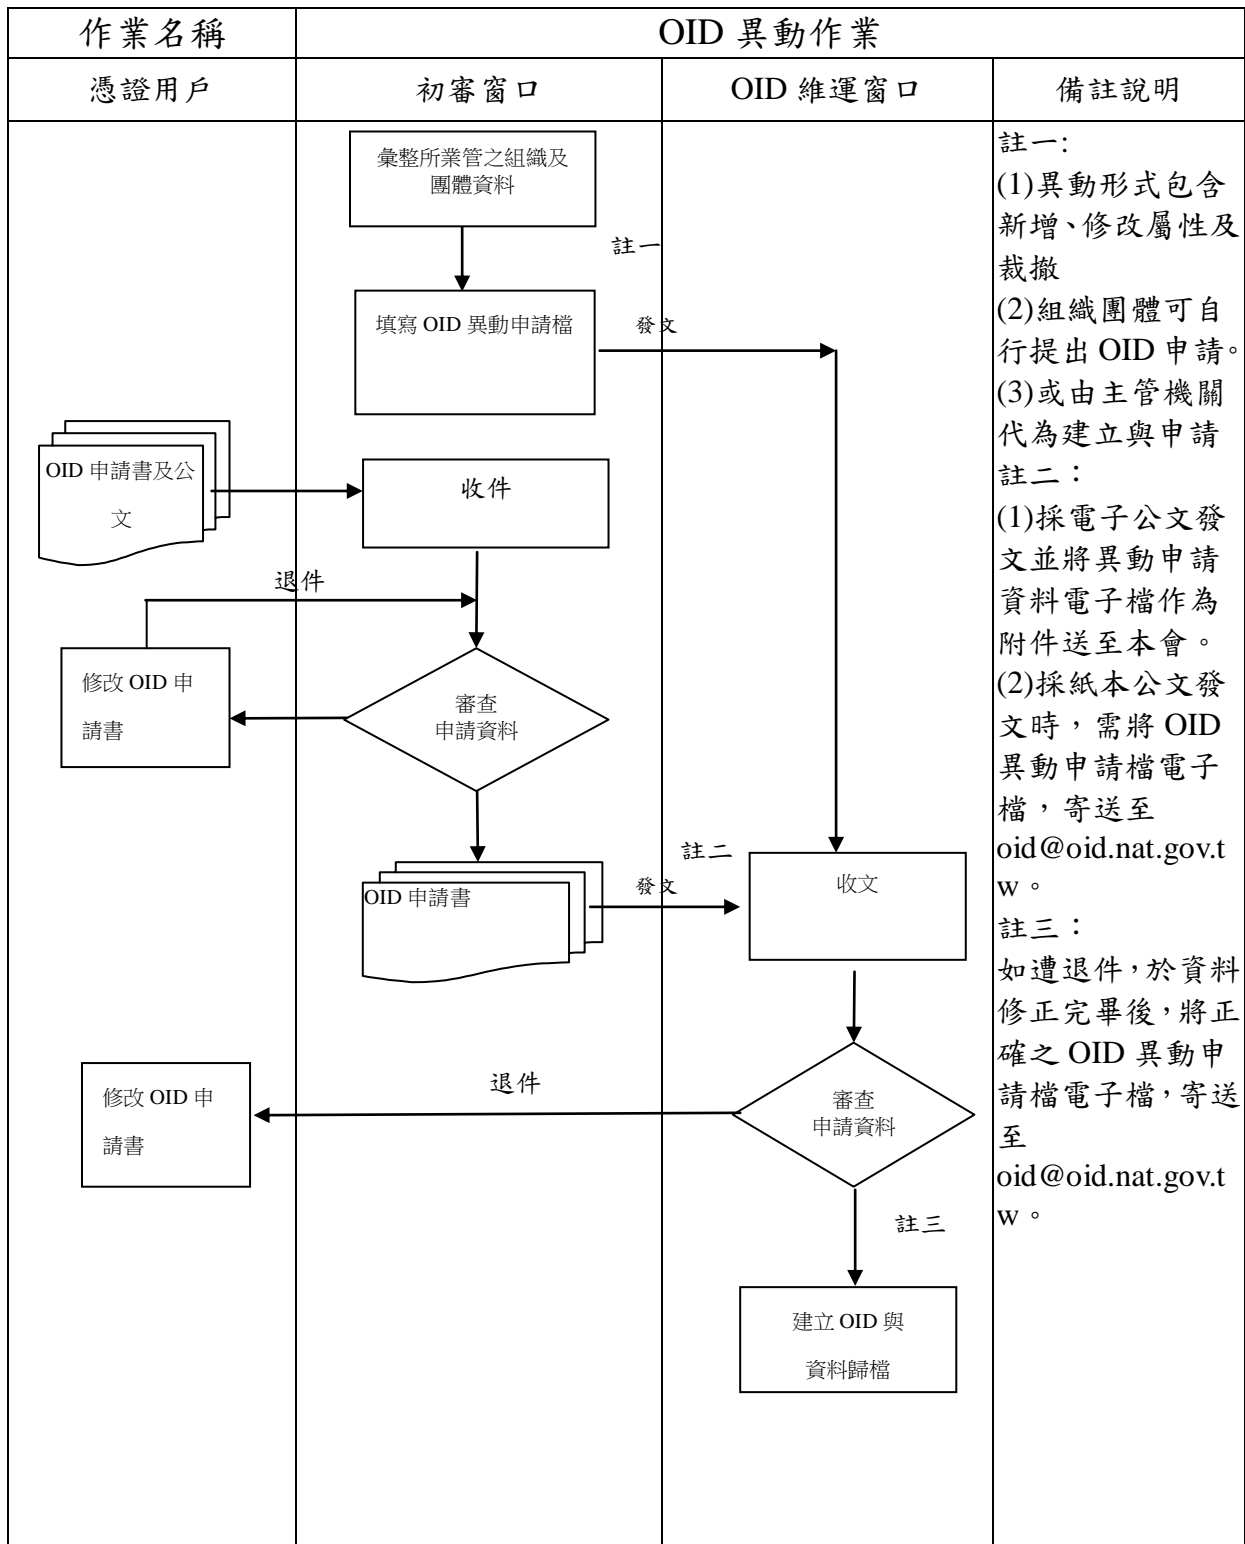 作業名稱
OID 異動作業
憑證用戶
初審窗口
OID 維運窗口
備註說明
彙整所業管之組織及
團體資料
註一
填寫 OID 異動申請檔
發文
OID 申請書及公
文
收件
退件
修改 OID 申
請書
審查
申請資料
OID 申請書
註二
發文
收文
退件
修改 OID 申
請書
審查
申請資料
註三
建立 OID 與
資料歸檔
註一:
(1)異動形式包含
新增、修改屬性及
裁撤
(2)組織團體可自
行提出 OID 申請。
(3)或由主管機關
代為建立與申請
註二：
(1)採電子公文發
文並將異動申請
資料電子檔作為
附件送至本會。
(2)採紙本公文發
文時，需將 OID
異動申請檔電子
檔，寄送至
oid@oid.nat.gov.t
w。
註三：
如遭退件，於資料
修正完畢後，將正
確之 OID 異動申
請檔電子檔，寄送
至
oid@oid.nat.gov.t
w。